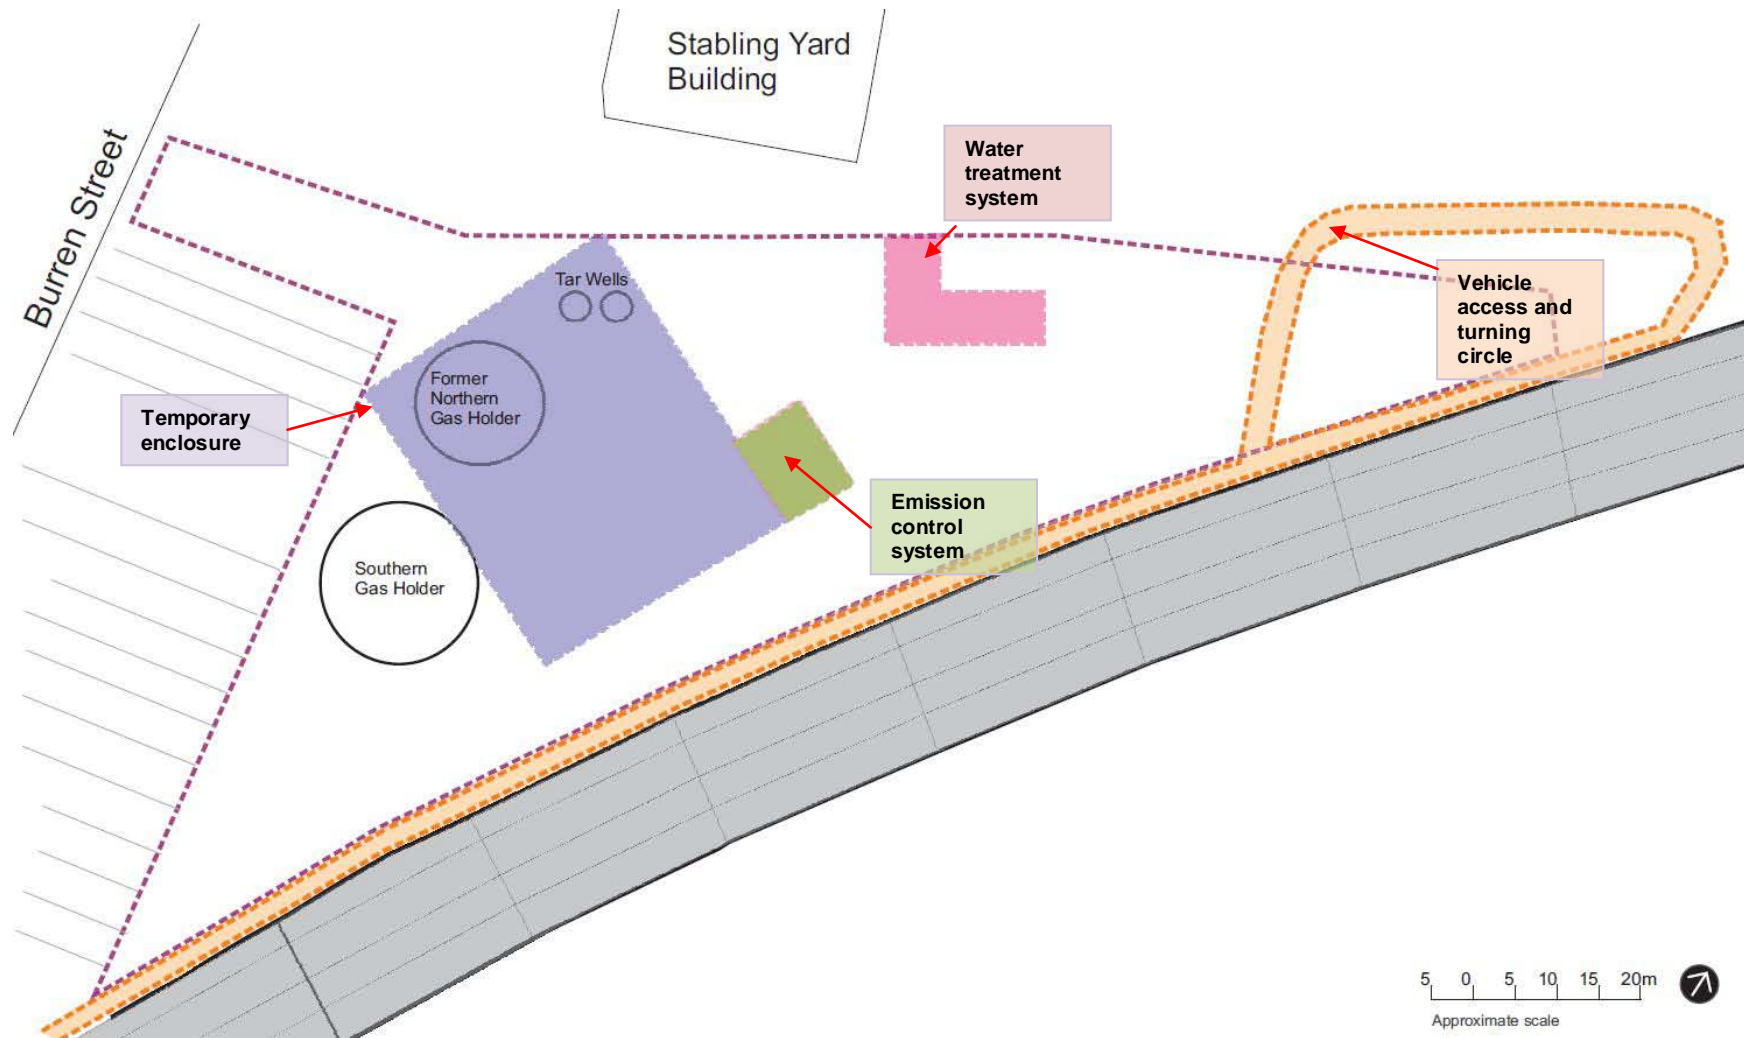 Stabling Yard
Building
Burren Street
Water
treatment
system
Tar Wells
Vehicle
access and
turning
circle
Former
Northern
Gas Holder
Temporary
enclosure
Emission
control
system
Southern
Gas Holder
5 0 5 10 15 20m
Approximate scale